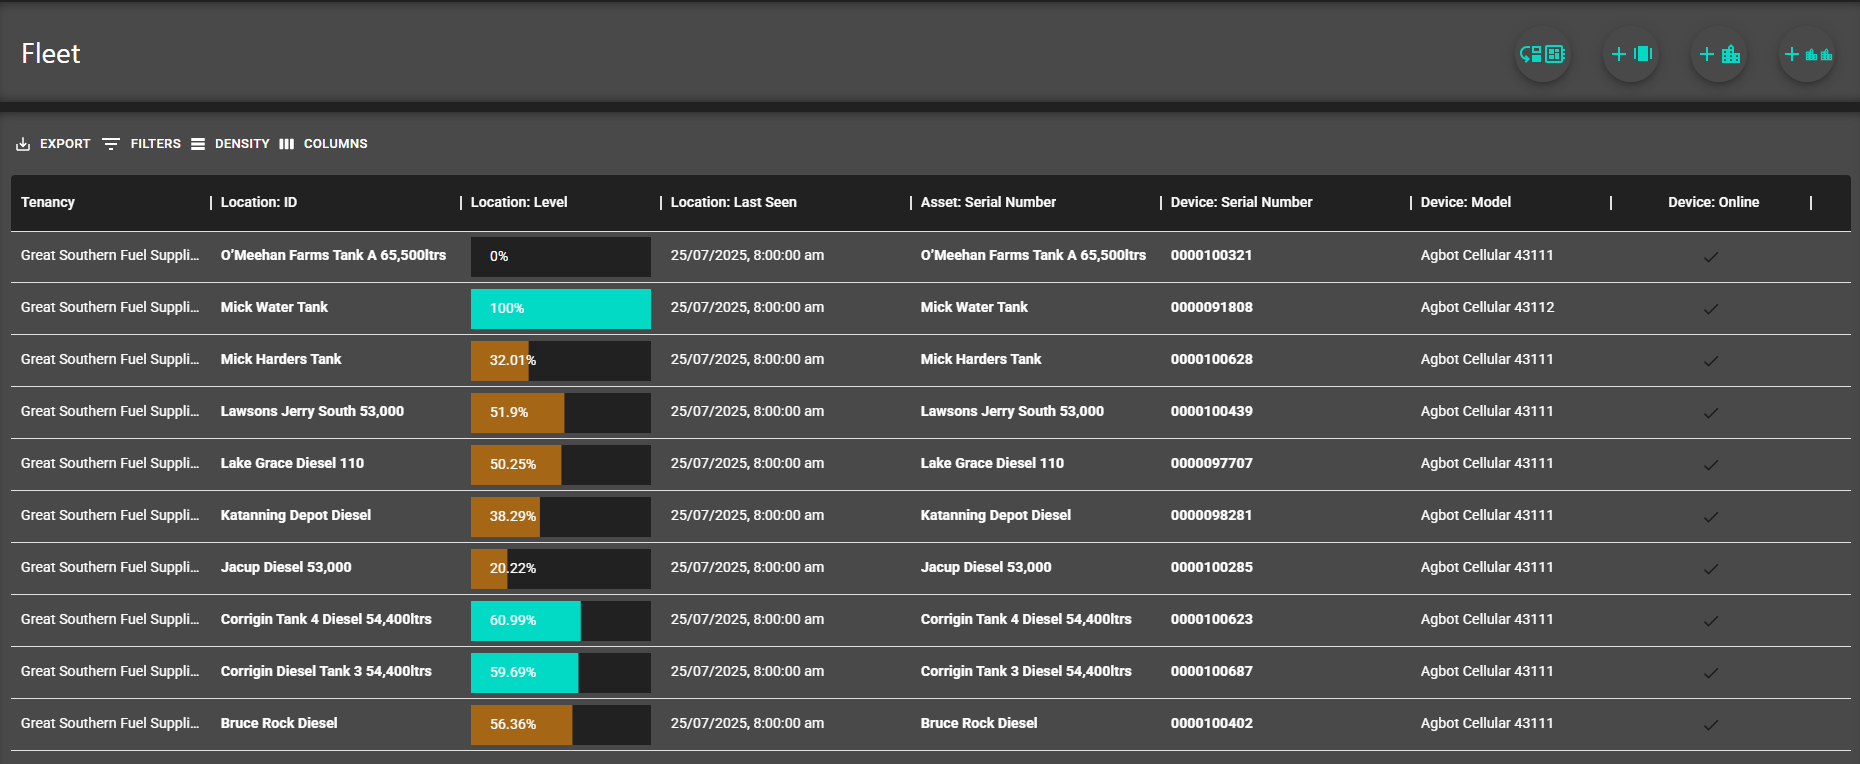 Fleet
EXPORT FILTERS DENSITY COLUMNS
Tenancy Location: ID Location: Level Location: Last Seen Asset: Serial Number Device: Serial Number Device: Model Device: Online
Great Southern Fuel Suppli... O’Meehan Farms Tank A 65,500ltrs 0% 25/07/2025, 8:00:00 am O’Meehan Farms Tank A 65,500ltrs 0000100321 Agbot Cellular 43111
Great Southern Fuel Suppli... Mick Water Tank 100% 25/07/2025, 8:00:00 am Mick Water Tank 0000091808 Agbot Cellular 43112
Great Southern Fuel Suppli... Mick Harders Tank 32.01% 25/07/2025, 8:00:00 am Mick Harders Tank 0000100628 Agbot Cellular 43111
Great Southern Fuel Suppli... Lawsons Jerry South 53,000 51.9% 25/07/2025, 8:00:00 am Lawsons Jerry South 53,000 0000100439 Agbot Cellular 43111
Great Southern Fuel Suppli... Lake Grace Diesel 110 50.25% 25/07/2025, 8:00:00 am Lake Grace Diesel 110 0000097707 Agbot Cellular 43111
Great Southern Fuel Suppli... Katanning Depot Diesel 38.29% 25/07/2025, 8:00:00 am Katanning Depot Diesel 0000098281 Agbot Cellular 43111
Great Southern Fuel Suppli... Jacup Diesel 53,000 20.22% 25/07/2025, 8:00:00 am Jacup Diesel 53,000 0000100285 Agbot Cellular 43111
Great Southern Fuel Suppli... Corrigin Tank 4 Diesel 54,400ltrs 60.99% 25/07/2025, 8:00:00 am Corrigin Tank 4 Diesel 54,400ltrs 0000100623 Agbot Cellular 43111
Great Southern Fuel Suppli... Corrigin Diesel Tank 3 54,400ltrs 59.69% 25/07/2025, 8:00:00 am Corrigin Tank 3 Diesel 54,400ltrs 0000100687 Agbot Cellular 43111
Great Southern Fuel Suppli... Bruce Rock Diesel 56.36% 25/07/2025, 8:00:00 am Bruce Rock Diesel 0000100402 Agbot Cellular 43111